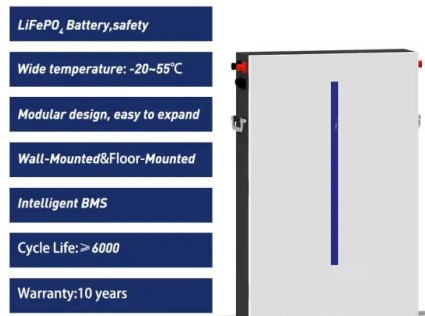 LiFePO₄ Battery,safety
Wide temperature: -20~55℃
Modular design, easy to expand
Wall-Mounted&Floor-Mounted
Intelligent BMS
Cycle Life:≥6000
Warranty:10 years